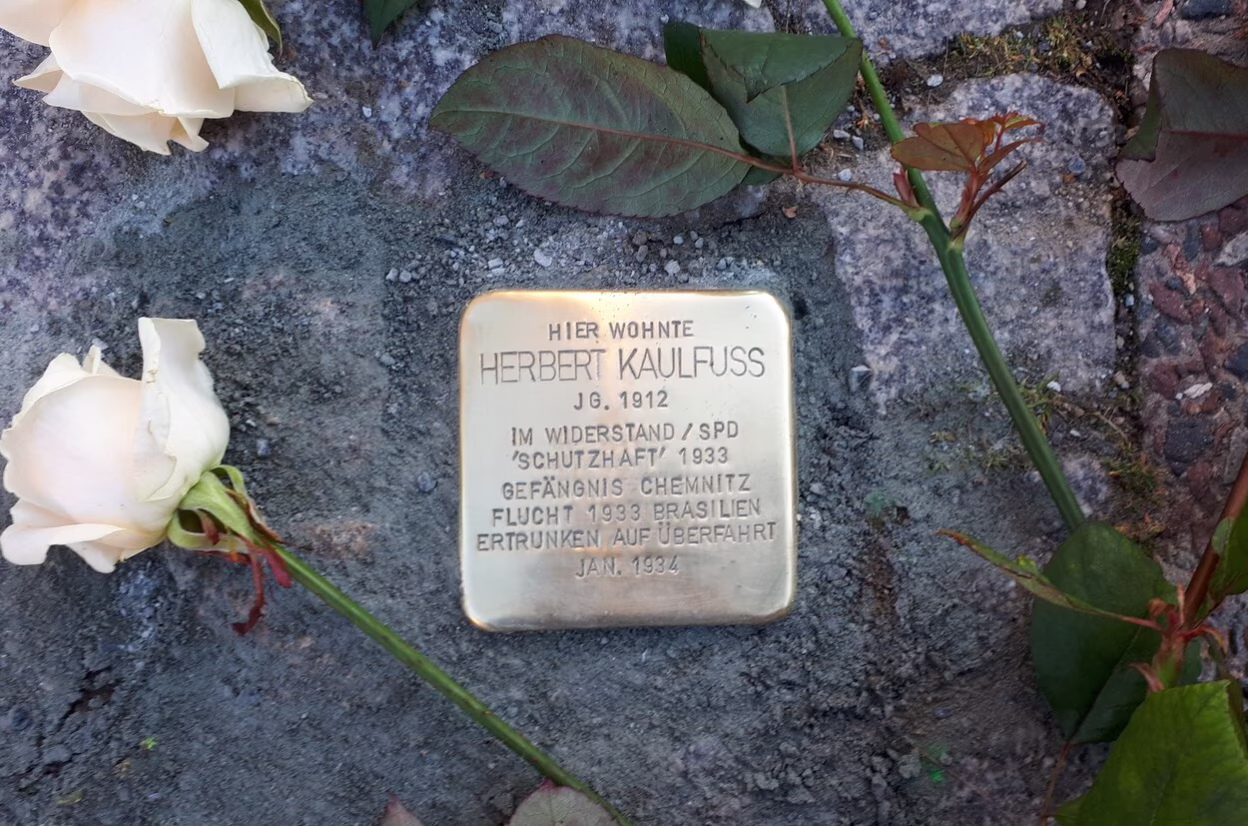 HIER WOHNTE
HERBERT KAULFUSS
JG. 1912
IM WIDERSTAND / SPD
'SCHUTZHAFT' 1933
GEFÄNGNIS CHEMNITZ
FLUCHT 1933 BRASILIEN
ERTRUNKEN AUF ÜBERFAHRT
JAN. 1934